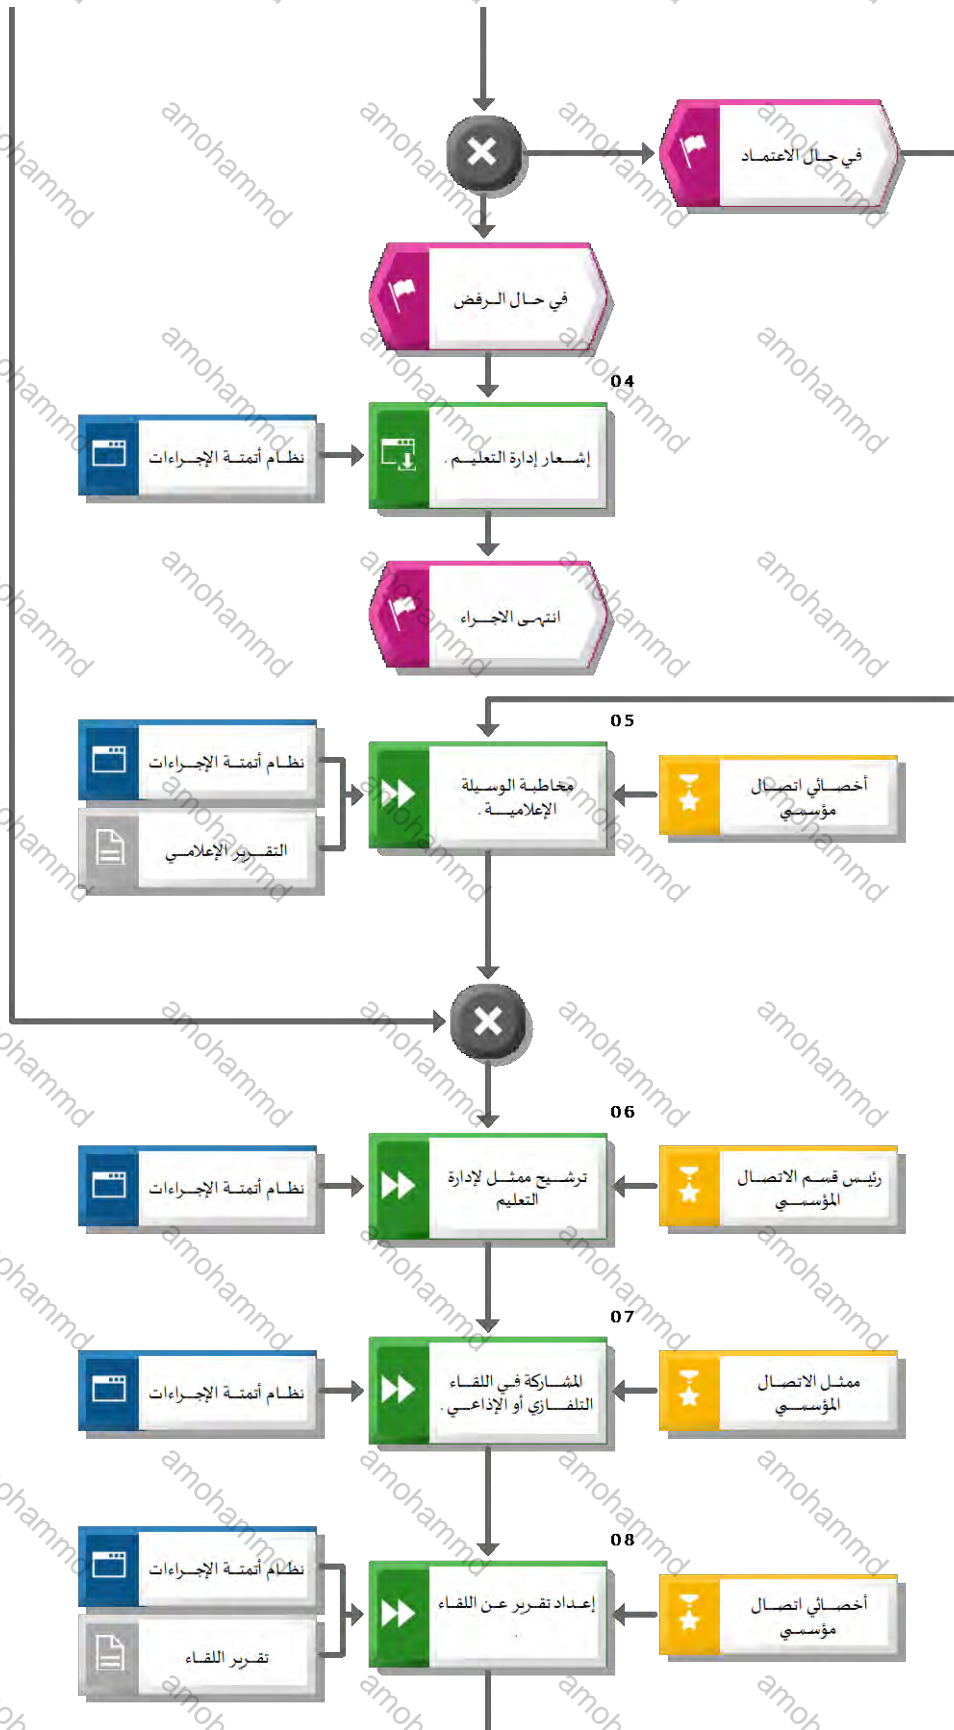 في حال الاعتماد
في حال الرفض
04
إشعار إدارة التعليم .
نظام أتمتة الإجراءات
انتهى الاجراء
05
أخصائي اتصال
مؤسسي
مخاطبة الوسيلة
الإعلامية .
نظام أتمتة الإجراءات
التقرير الإعلامي
06
رئيس قسم الاتصال
المؤسسي
ترشيح ممثل لإدارة
التعليم
نظام أتمتة الإجراءات
07
ممثل الاتصال
المؤسسي
المشاركة في اللقاء
التلفازي أو الإذاعي .
نظام أتمتة الإجراءات
08
أخصائي اتصال
مؤسسي
إعداد تقرير عن اللقاء
.
نظام أتمتة الإجراءات
تقرير اللقاء
amohammd